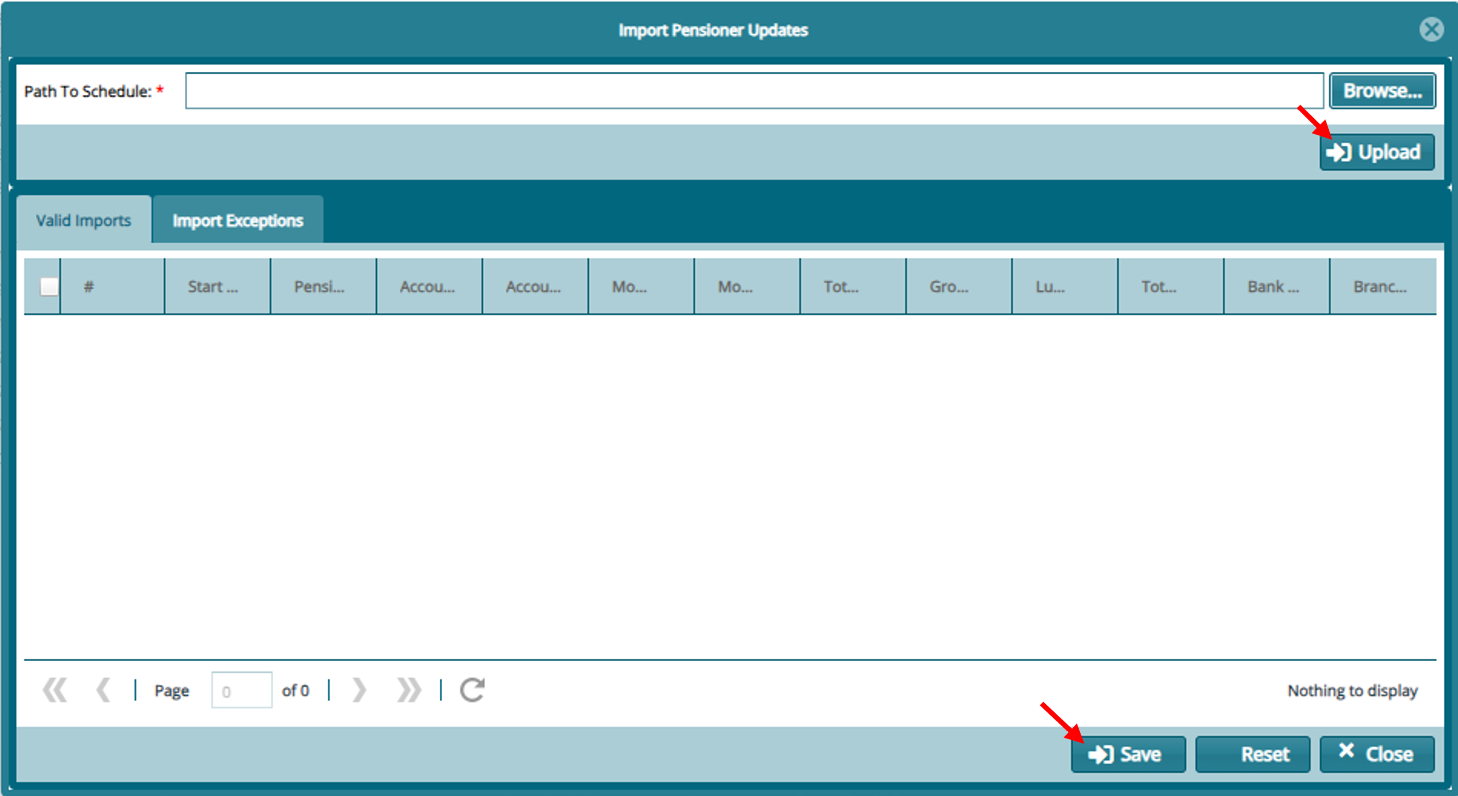 Import Pensioner Updates
Path To Schedule: * Browse...
Upload
Valid Imports Import Exceptions
# Start ... Pensi... Accou... Accou... Mo... Mo... Tot... Gro... Lu... Tot... Bank ... Branc...
Page 0 of 0 Nothing to display
Save Reset Close